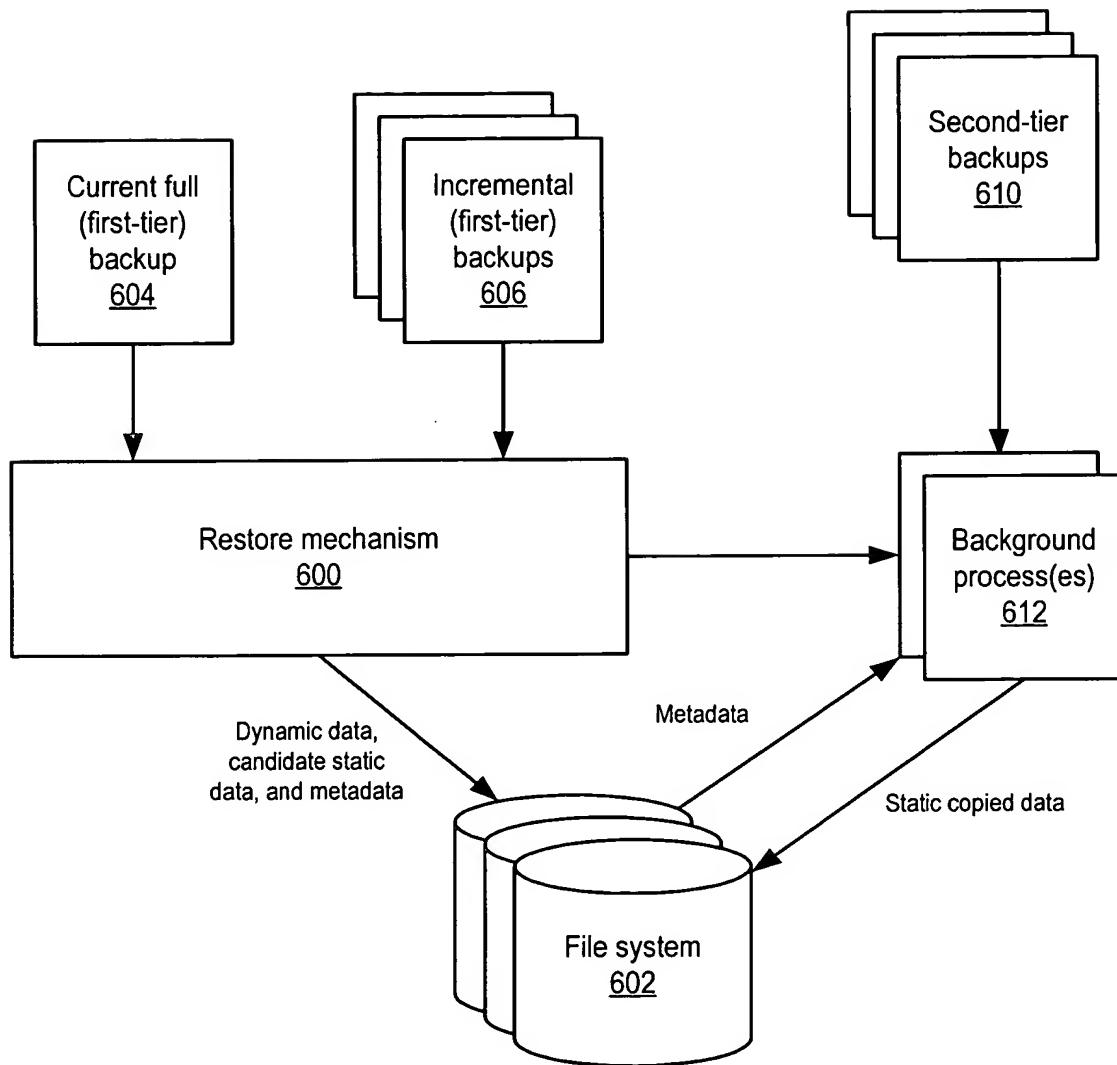 Current full
(first-tier)
backup
604
Incremental
(first-tier)
backups
606
Second-tier
backups
610
Restore mechanism
600
Background
process(es)
612
Dynamic data,
candidate static
data, and metadata
Metadata
Static copied data
File system
602